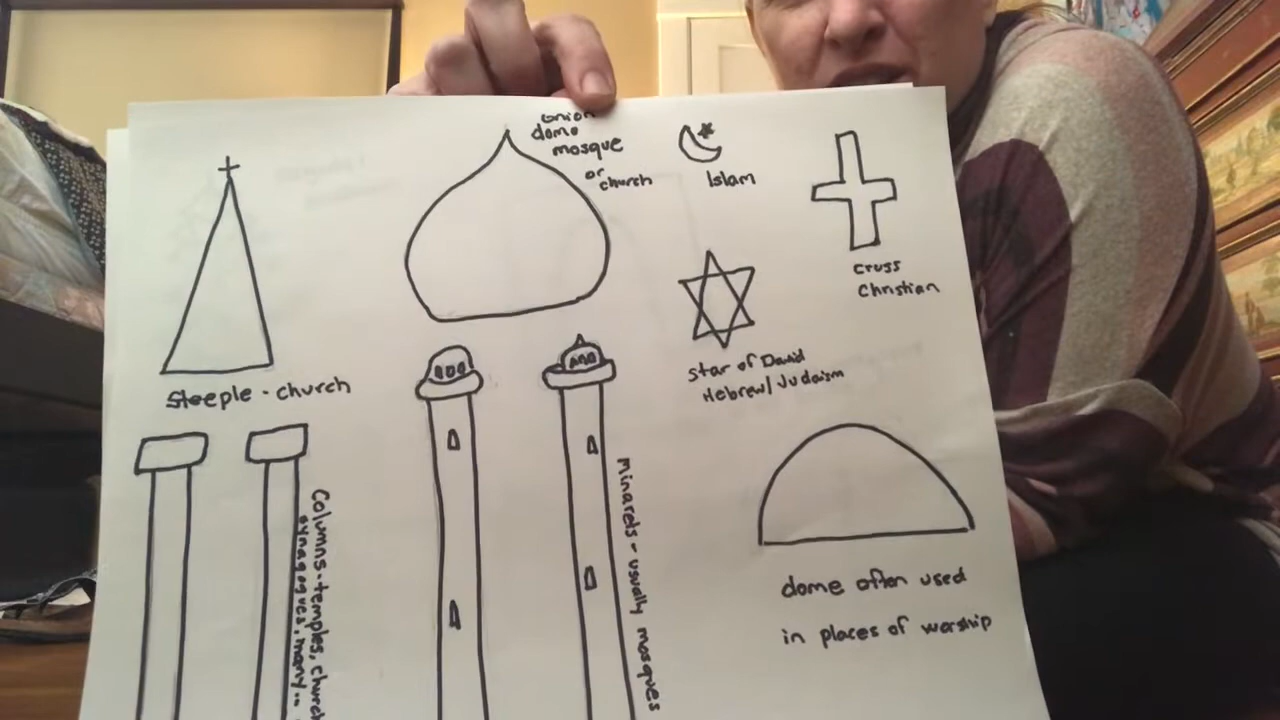 onion
dome
mosque
or
church
Islam
cross
Christian
Star of David
Hebrew/Judaism
Steeple - church
Columns - temples, church
synagogues, many..
Minarets - usually mosques
dome often used
in places of worship